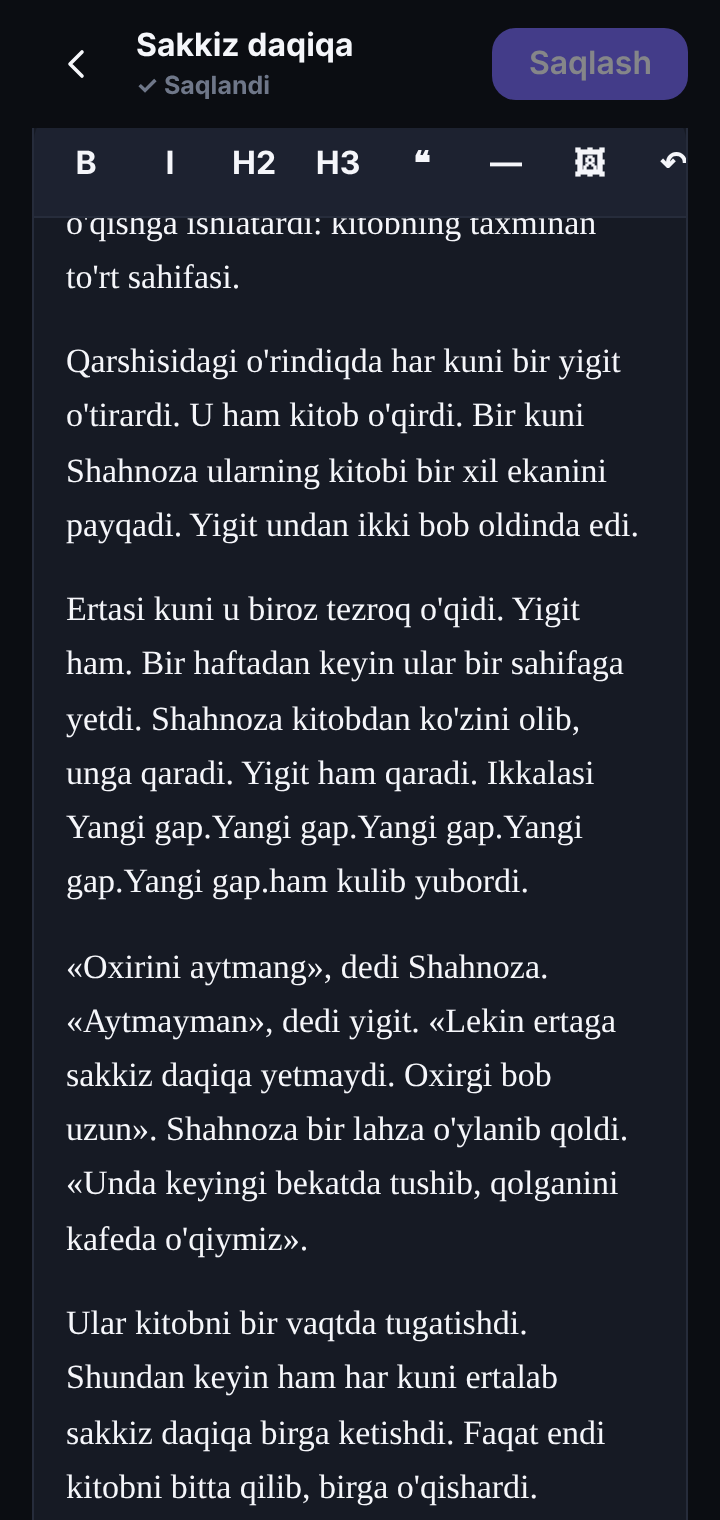 Sakkiz daqiqa
✓ Saqlandi
Saqlash
B I H2 H3 ❝ —
o'qishga ishlatardi: kitobning taxminan
to'rt sahifasi.
Qarshisidagi o'rindiqda har kuni bir yigit
o'tirardi. U ham kitob o'qirdi. Bir kuni
Shahnoza ularning kitobi bir xil ekanini
payqadi. Yigit undan ikki bob oldinda edi.
Ertasi kuni u biroz tezroq o'qidi. Yigit
ham. Bir haftadan keyin ular bir sahifaga
yetdi. Shahnoza kitobdan ko'zini olib,
unga qaradi. Yigit ham qaradi. Ikkalasi
Yangi gap.Yangi gap.Yangi gap.Yangi
gap.Yangi gap.ham kulib yubordi.
«Oxirini aytmang», dedi Shahnoza.
«Aytmayman», dedi yigit. «Lekin ertaga
sakkiz daqiqa yetmaydi. Oxirgi bob
uzun». Shahnoza bir lahza o'ylanib qoldi.
«Unda keyingi bekatda tushib, qolganini
kafeda o'qiymiz».
Ular kitobni bir vaqtda tugatishdi.
Shundan keyin ham har kuni ertalab
sakkiz daqiqa birga ketishdi. Faqat endi
kitobni bitta qilib, birga o'qishardi.